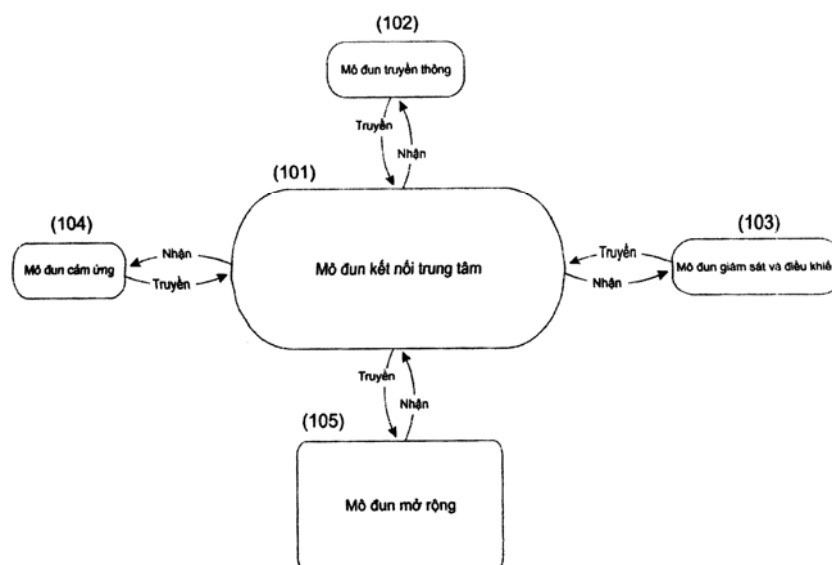 (102)
Mô đun truyền thông
Truyền
Nhận
(101)
(104)
(103)
Mô đun cảm ứng
Nhận
Truyền
Mô đun kết nối trung tâm
Truyền
Nhận
Mô đun giám sát và điều khiể
Truyền
Nhận
(105)
Mô đun mở rộng